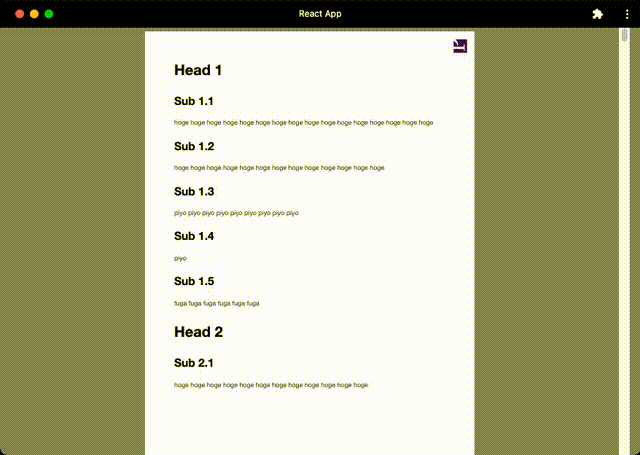 React App
Head 1
Sub 1.1
hoge hoge hoge hoge hoge hoge hoge hoge hoge hoge hoge hoge hoge hoge hoge hoge
Sub 1.2
hoge hoge hoge hoge hoge hoge hoge hoge hoge hoge hoge hoge hoge
Sub 1.3
piyo piyo piyo piyo piyo piyo piyo piyo piyo
Sub 1.4
piyo
Sub 1.5
fuga fuga fuga fuga fuga fuga
Head 2
Sub 2.1
hoge hoge hoge hoge hoge hoge hoge hoge hoge hoge hoge hoge